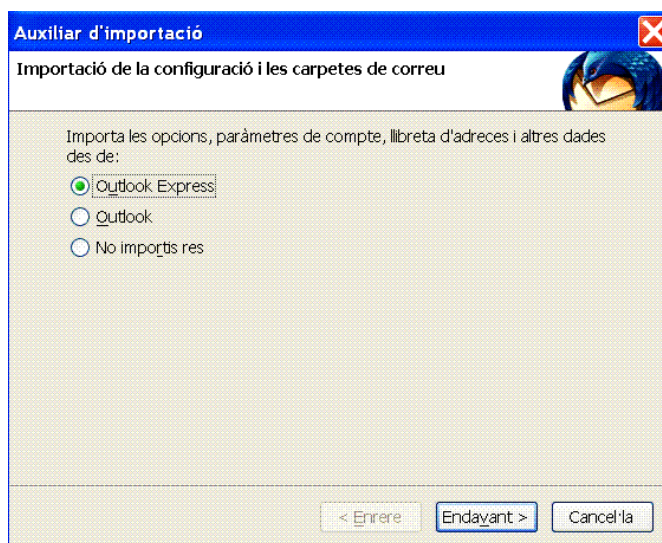 Auxiliar d'importació
Importació de la configuració i les carpetes de correu
Importa les opcions, paràmetres de compte, llibreta d'adreces i altres dades
des de:
Outlook Express
Outlook
No importis res
< Enrere
Endavant >
Cancel·la